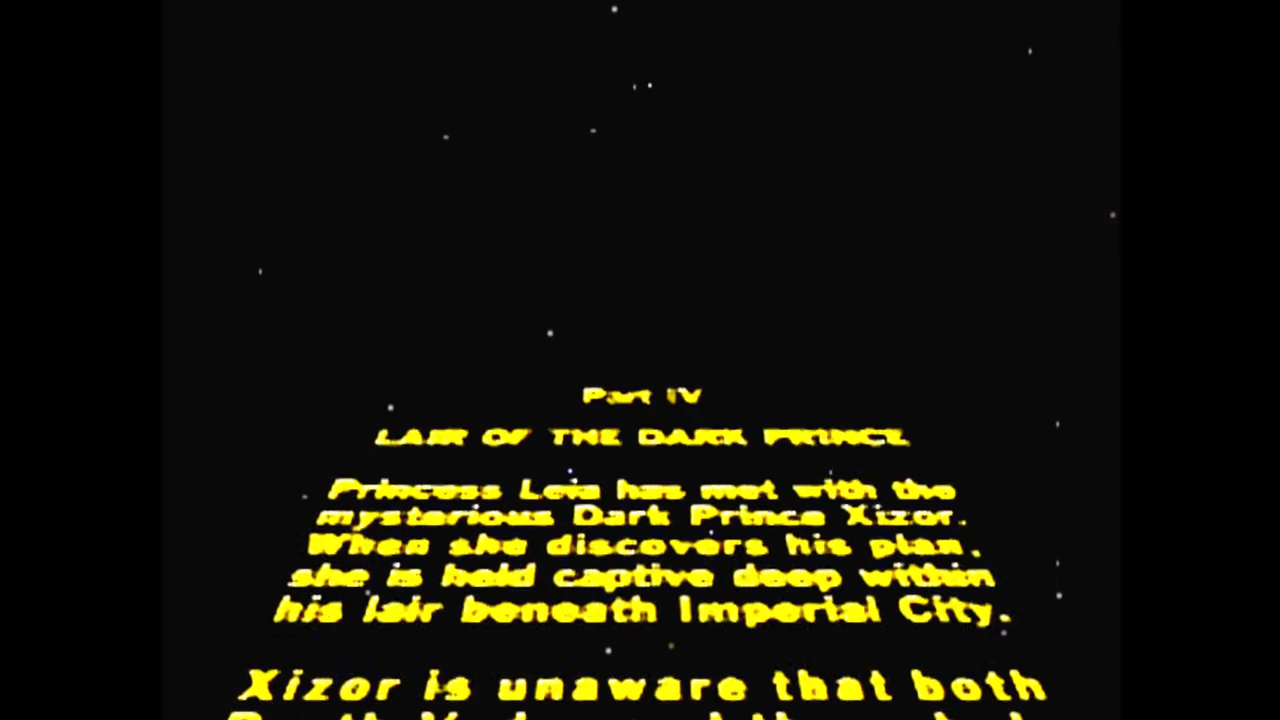 Part IV
LAIR OF THE DARK PRINCE
Princess Leia has met with the
mysterious Dark Prince Xizor.
When she discovers his plan,
she is held captive deep within
his lair beneath Imperial City.
Xizor is unaware that both